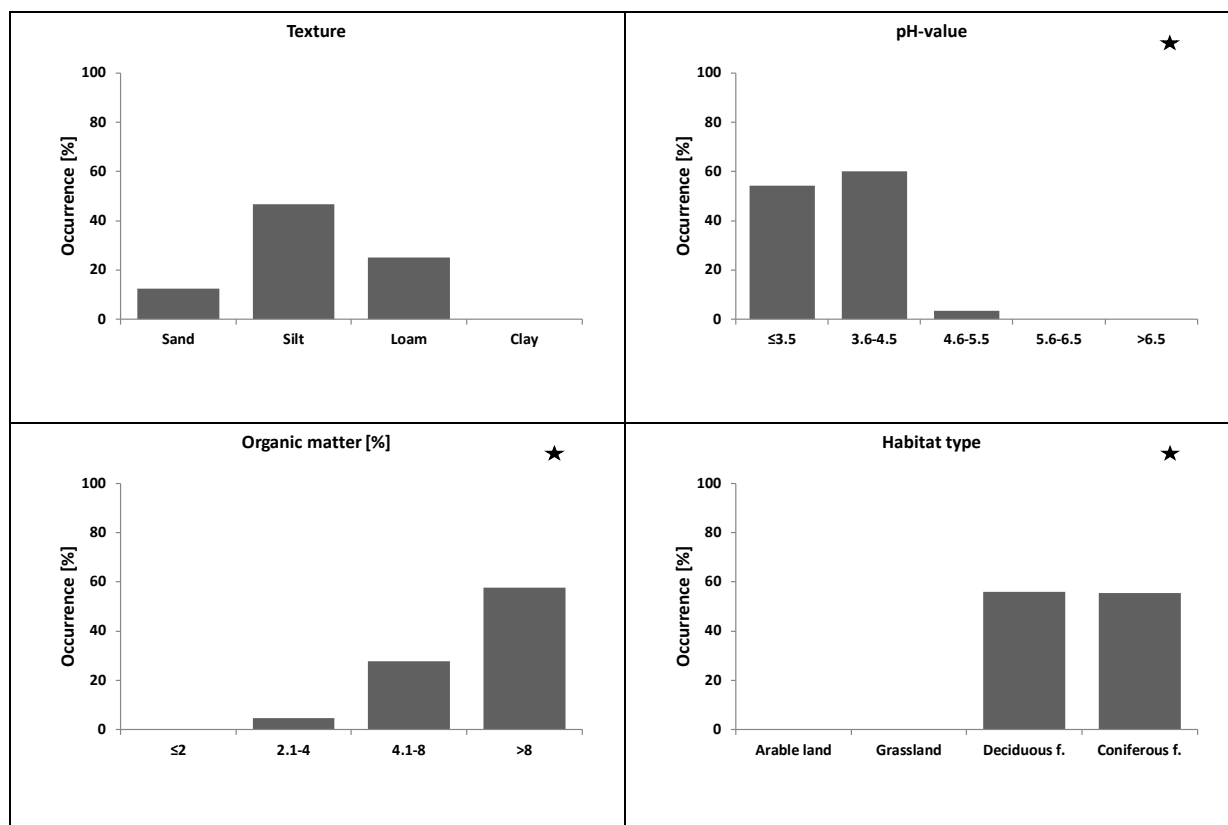 Texture
Occurrence [%]
100
80
60
40
20
0
Sand Silt Loam Clay
pH-value
Occurrence [%]
100
80
60
40
20
0
≤3.5 3.6-4.5 4.6-5.5 5.6-6.5 >6.5
Organic matter [%]
Occurrence [%]
100
80
60
40
20
0
≤2 2.1-4 4.1-8 >8
Habitat type
Occurrence [%]
100
80
60
40
20
0
Arable land Grassland Deciduous f. Coniferous f.